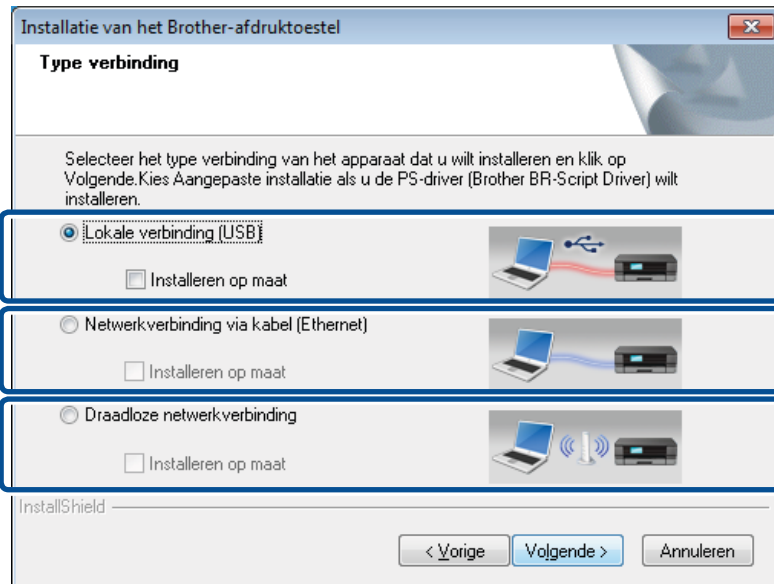 Installatie van het Brother-afdruktoestel
Type verbinding
Selecteer het type verbinding van het apparaat dat u wilt installeren en klik op
Volgende.Kies Aangepaste installatie als u de PS-driver (Brother BR-Script Driver) wilt
installeren.
Lokale verbinding (USB)
Installeren op maat
Netwerkverbinding via kabel (Ethernet)
Installeren op maat
Draadloze netwerkverbinding
Installeren op maat
InstallShield
< Vorige Volgende > Annuleren